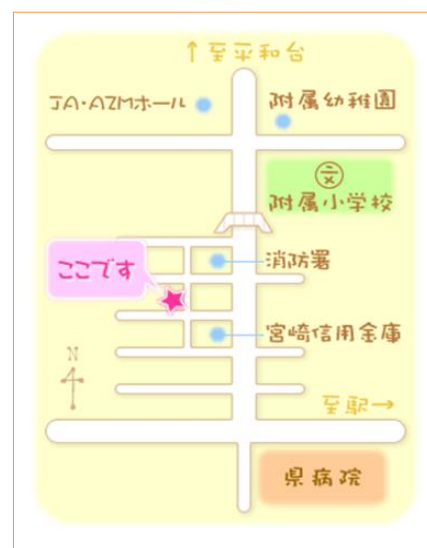 ↑至平和台
JA・AZMホール
附属幼稚園
文
附属小学校
消防署
ここです
宮崎信用金庫
N
至駅→
県病院